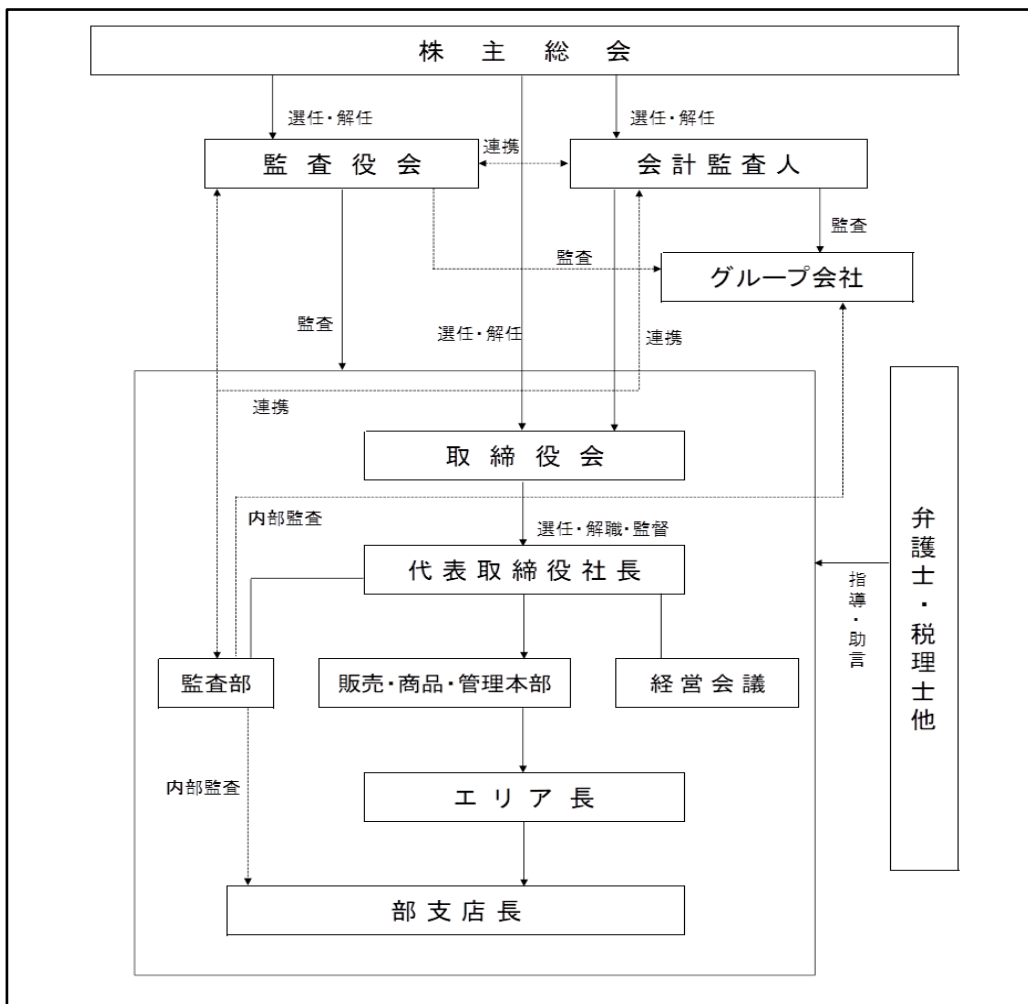 株主総会
選任・解任
選任・解任
連携
監査役会
会計監査人
監査
監査
グループ会社
監査
選任・解任
連携
連携
取締役会
内部監査
選任・解職・監督
代表取締役社長
指導・助言
弁護士・税理士他
監査部
販売・商品・管理本部
経営会議
内部監査
エリア長
部支店長